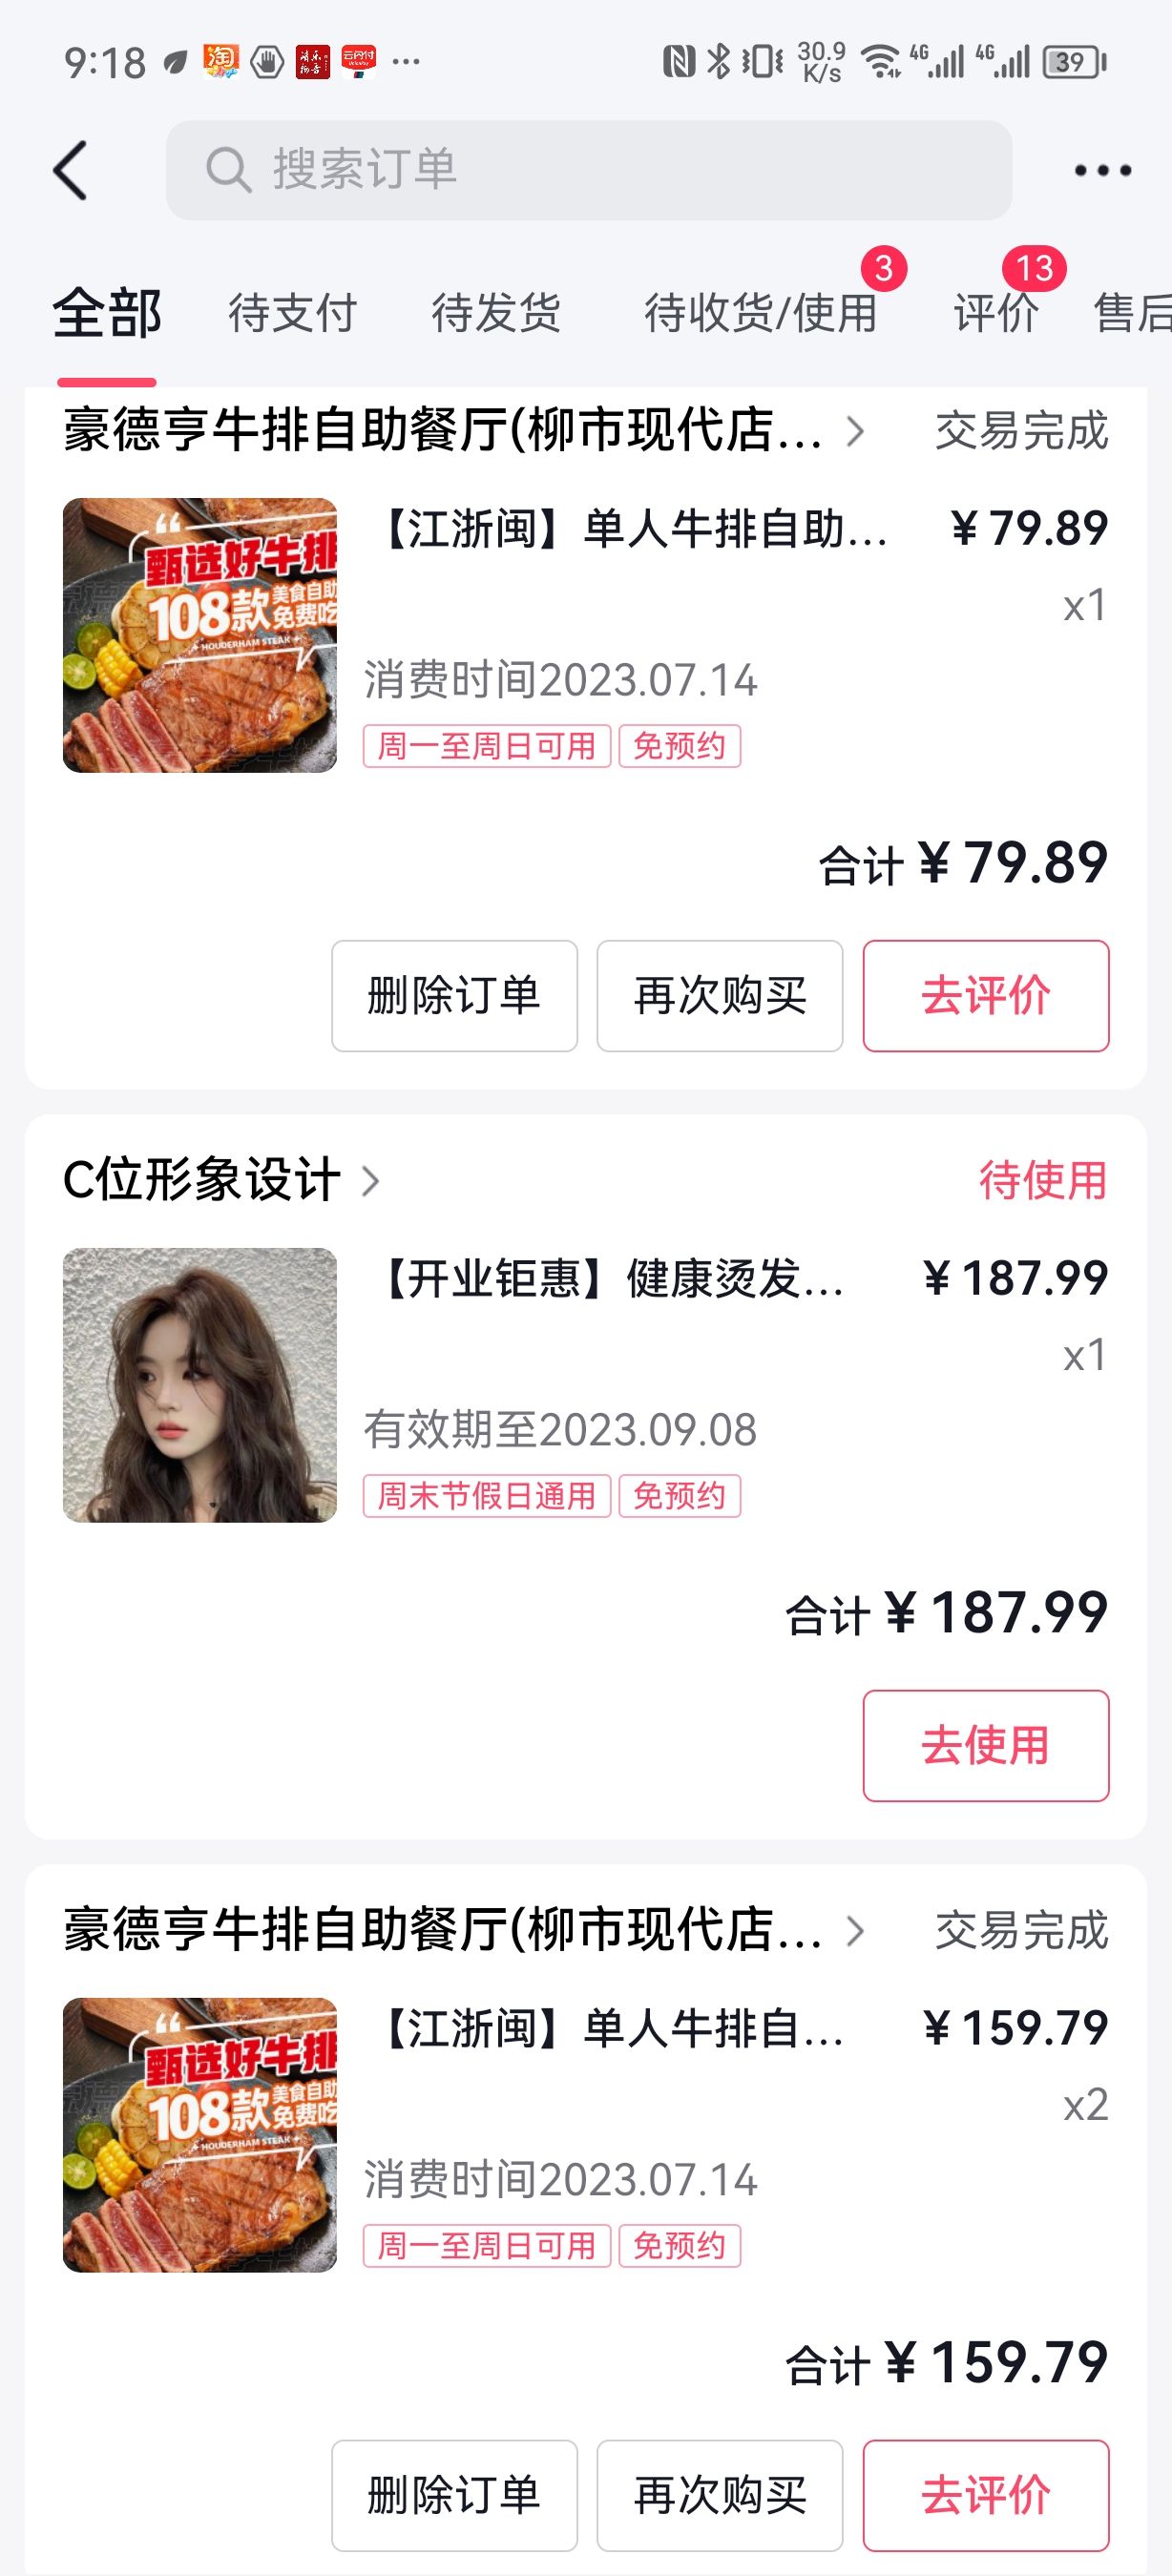 9:18
淘
云闪付
30.9
K/s
4G
4G
39
搜索订单
全部
待支付
待发货
待收货/使用
3
评价
13
售后
豪德亨牛排自助餐厅(柳市现代店...
交易完成
甄选好牛排
108款
美食自助
免费吃
HOUDERHAM STEAK
【江浙闽】单人牛排自助...
¥ 79.89
x1
消费时间2023.07.14
周一至周日可用
免预约
合计 ¥ 79.89
删除订单
再次购买
去评价
C位形象设计
待使用
【开业钜惠】健康烫发...
¥ 187.99
x1
有效期至2023.09.08
周末节假日通用
免预约
合计 ¥ 187.99
去使用
豪德亨牛排自助餐厅(柳市现代店...
交易完成
甄选好牛排
108款
美食自助
免费吃
HOUDERHAM STEAK
【江浙闽】单人牛排自...
¥ 159.79
x2
消费时间2023.07.14
周一至周日可用
免预约
合计 ¥ 159.79
删除订单
再次购买
去评价